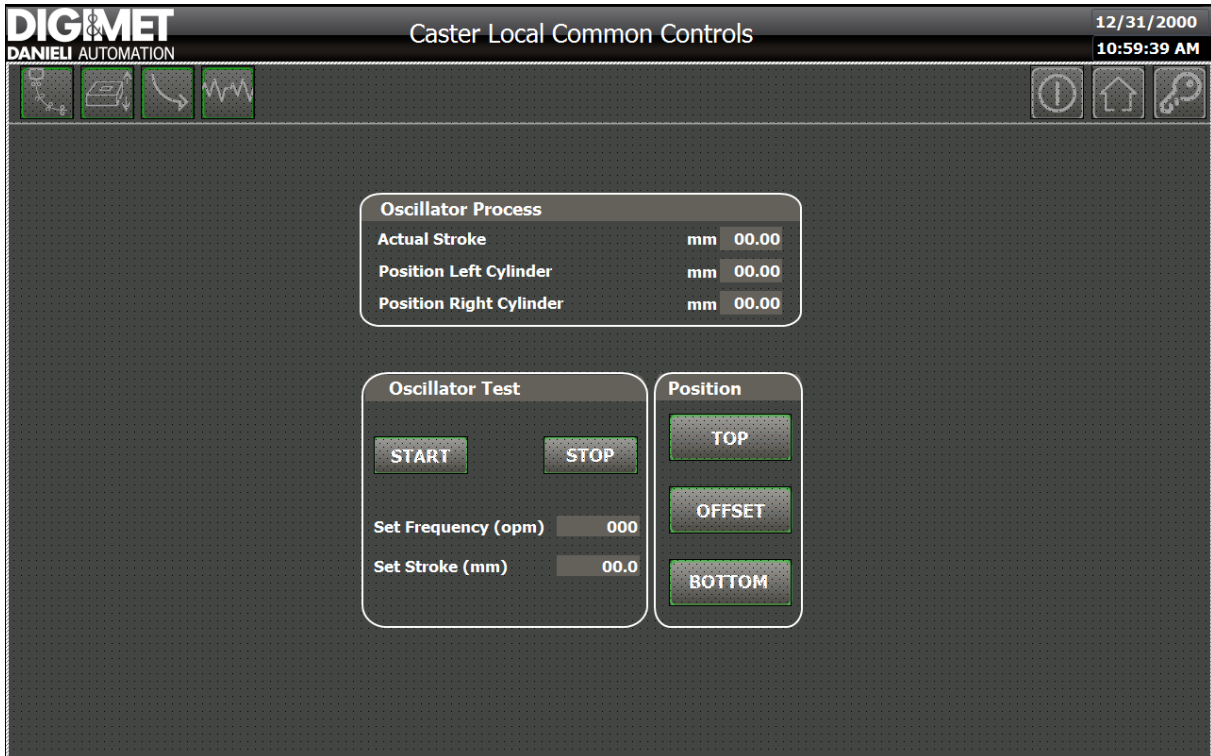 DIG&MET
DANIELI AUTOMATION
Caster Local Common Controls
12/31/2000
10:59:39 AM
Oscillator Process
Actual Stroke mm 00.00
Position Left Cylinder mm 00.00
Position Right Cylinder mm 00.00
Oscillator Test
START STOP
Set Frequency (opm) 000
Set Stroke (mm) 00.0
Position
TOP
OFFSET
BOTTOM